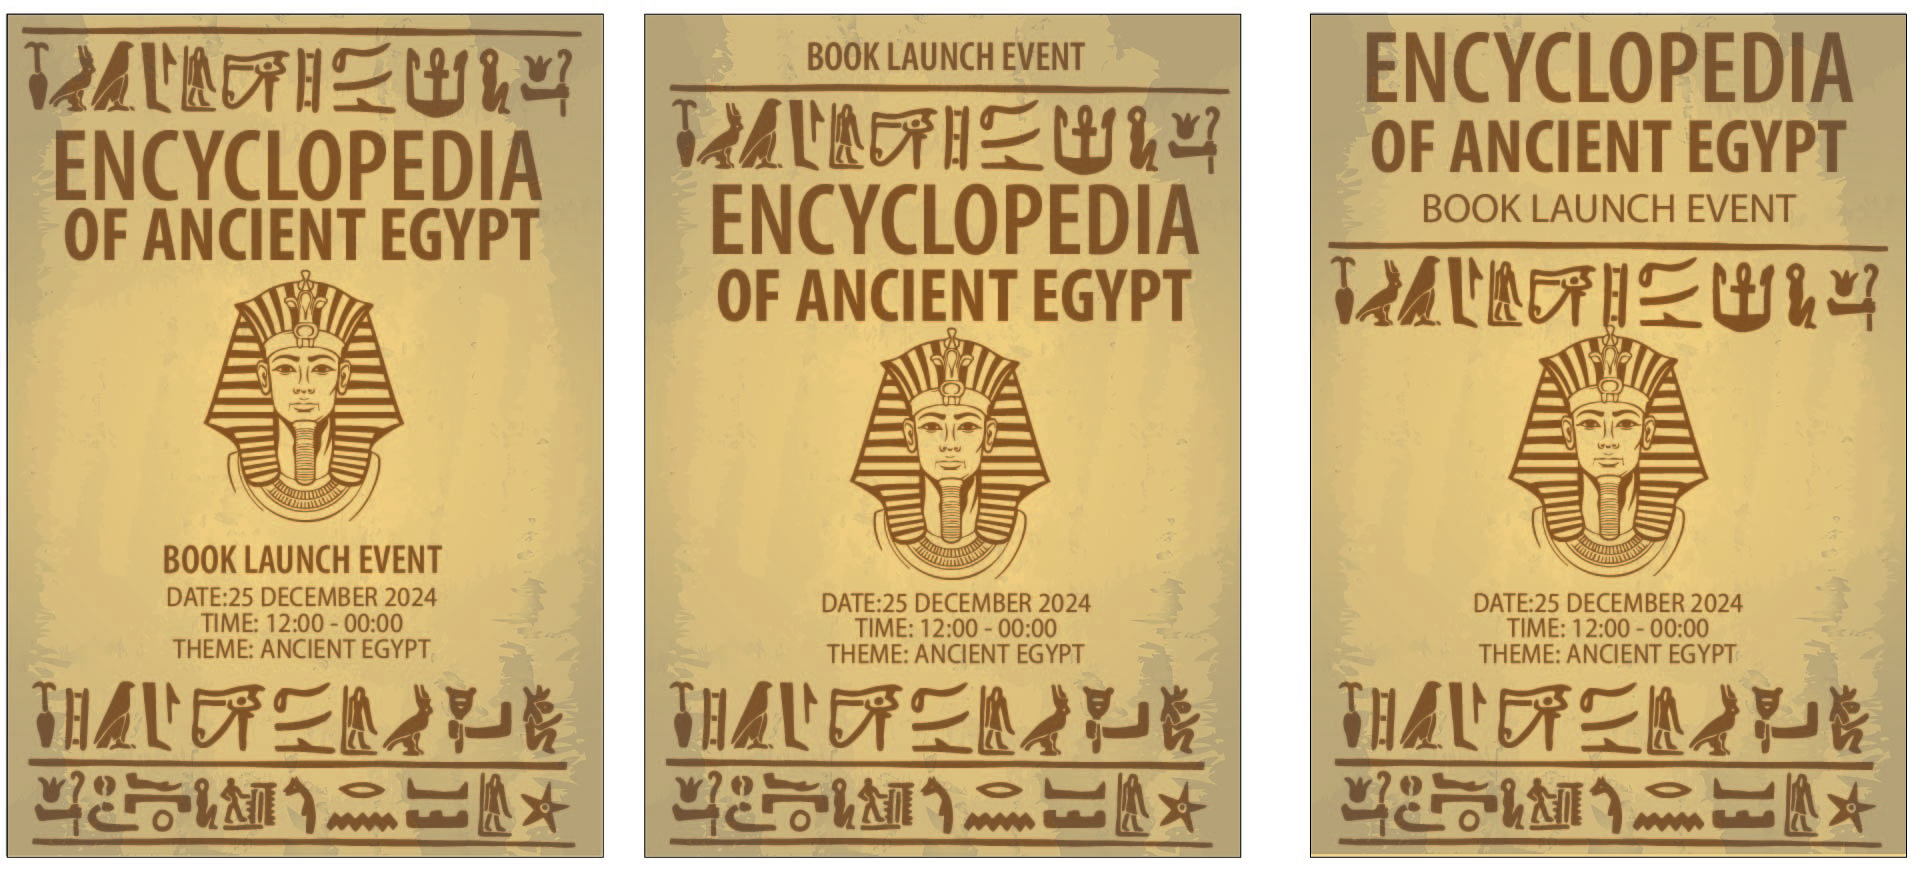 ENCYCLOPEDIA
OF ANCIENT EGYPT
BOOK LAUNCH EVENT
DATE:25 DECEMBER 2024
TIME: 12:00 - 00:00
THEME: ANCIENT EGYPT
BOOK LAUNCH EVENT
ENCYCLOPEDIA
OF ANCIENT EGYPT
DATE:25 DECEMBER 2024
TIME: 12:00 - 00:00
THEME: ANCIENT EGYPT
ENCYCLOPEDIA
OF ANCIENT EGYPT
BOOK LAUNCH EVENT
DATE:25 DECEMBER 2024
TIME: 12:00 - 00:00
THEME: ANCIENT EGYPT